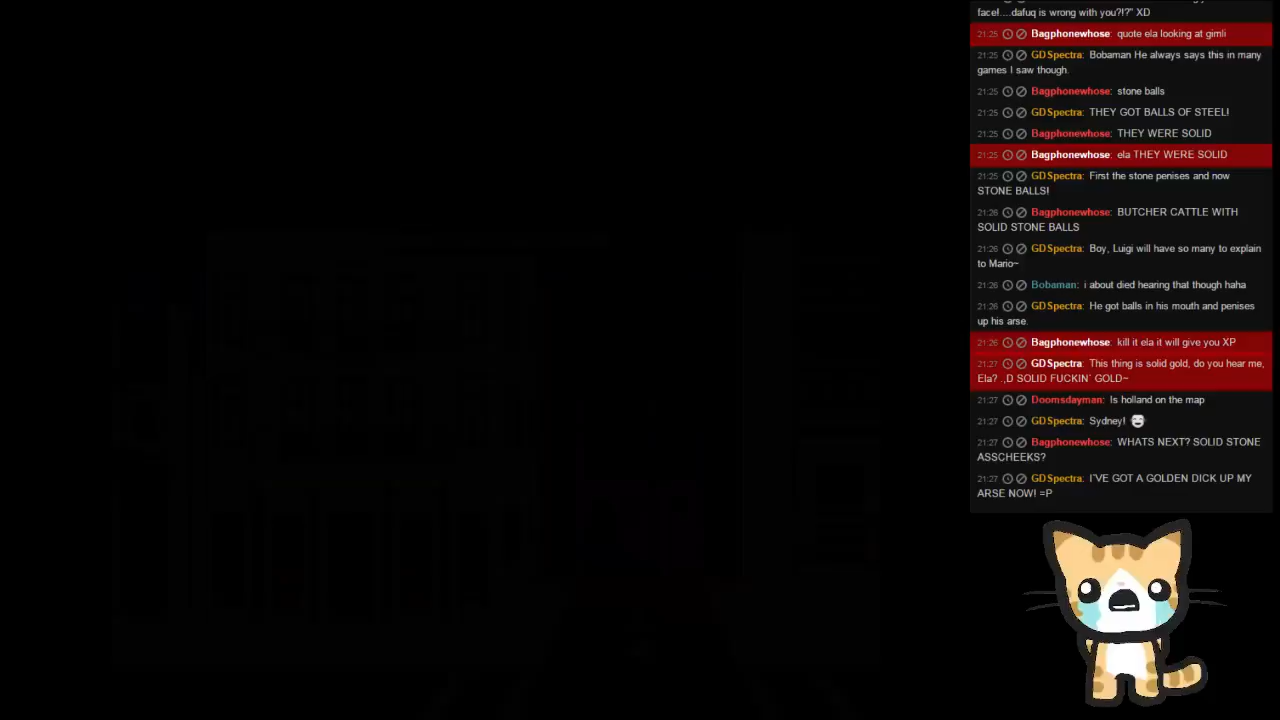 face!....dafuq is wrong with you?!?" XD
21:25 Bagphonewhose: quote ela looking at gimli
21:25 GDSpectra: Bobaman He always says this in many
games I saw though.
21:25 Bagphonewhose: stone balls
21:25 GDSpectra: THEY GOT BALLS OF STEEL!
21:25 Bagphonewhose: THEY WERE SOLID
21:25 Bagphonewhose: ela THEY WERE SOLID
21:25 GDSpectra: First the stone penises and now
STONE BALLS!
21:26 Bagphonewhose: BUTCHER CATTLE WITH
SOLID STONE BALLS
21:26 GDSpectra: Boy, Luigi will have so many to explain
to Mario~
21:26 Bobaman: i about died hearing that though haha
21:26 GDSpectra: He got balls in his mouth and penises
up his arse.
21:26 Bagphonewhose: kill it ela it will give you XP
21:27 GDSpectra: This thing is solid gold, do you hear me,
Ela? .,D SOLID FUCKIN' GOLD~
21:27 Doomsdayman: Is holland on the map
21:27 GDSpectra: Sydney!
21:27 Bagphonewhose: WHATS NEXT? SOLID STONE
ASSCHEEKS?
21:27 GDSpectra: I'VE GOT A GOLDEN DICK UP MY
ARSE NOW! =P